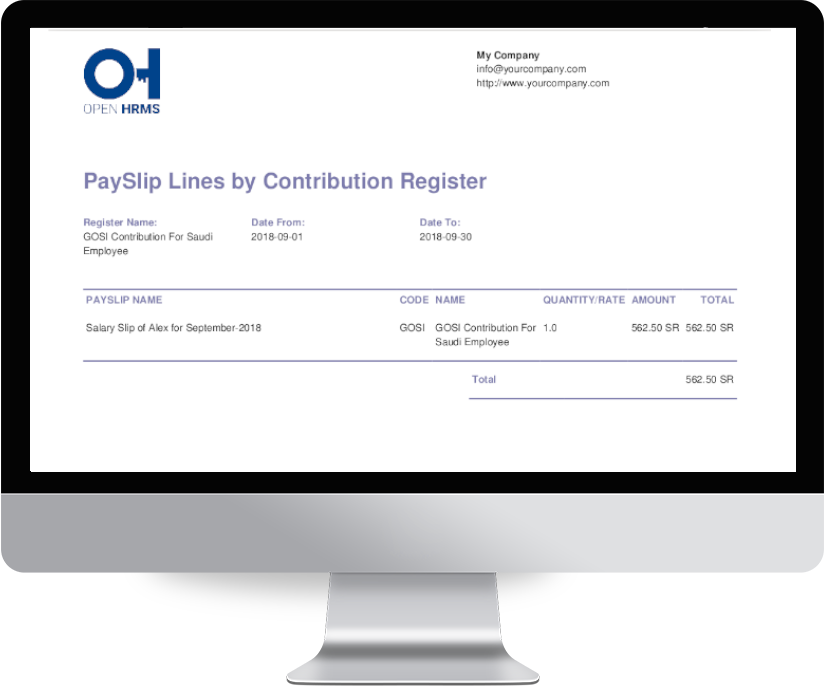 OPEN HRMS
My Company
info@yourcompany.com
http://www.yourcompany.com
PaySlip Lines by Contribution Register
Register Name: Date From: Date To:
GOSI Contribution For Saudi 2018-09-01 2018-09-30
Employee
PAYSLIP NAME CODE NAME QUANTITY/RATE AMOUNT TOTAL
Salary Slip of Alex for September-2018 GOSI GOSI Contribution For 1.0 562.50 SR 562.50 SR
Saudi Employee
Total 562.50 SR